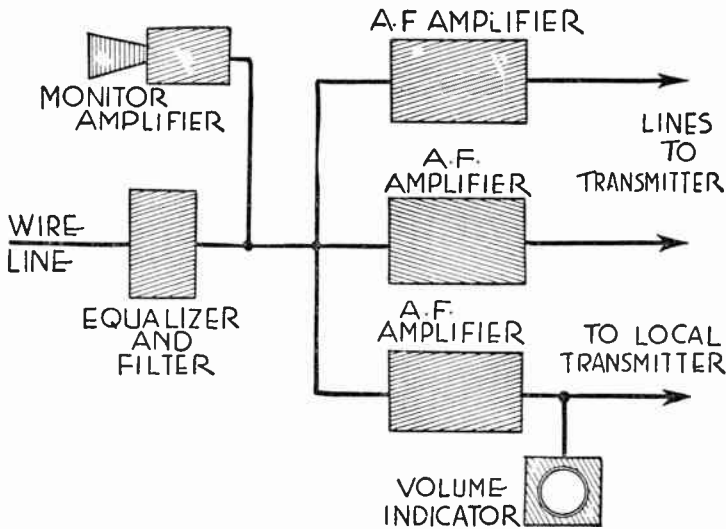 A.F AMPLIFIER
MONITOR
AMPLIFIER
LINES
TO
TRANSMITTER
A.F.
AMPLIFIER
WIRE
LINE
EQUALIZER
AND
FILTER
A.F.
AMPLIFIER
TO LOCAL
TRANSMITTER
VOLUME
INDICATOR